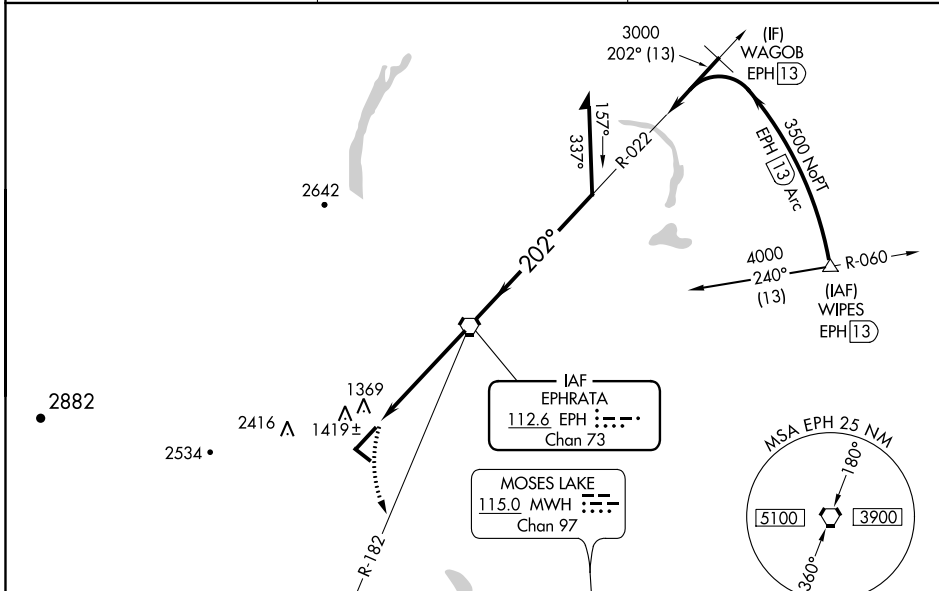 3000
202° (13)
(IF)
WAGOB
EPH 13
157°
337°
R-022
3500 NoPT
EPH 13 Arc
2642
202°
4000
240°
(13)
R-060
(IAF)
WIPES
EPH 13
2882
2416
1369
1419±
2534
IAF
EPHRATA
112.6 EPH
Chan 73
MOSES LAKE
115.0 MWH
Chan 97
R-182
MSA EPH 25 NM
180°
5100
3900
360°